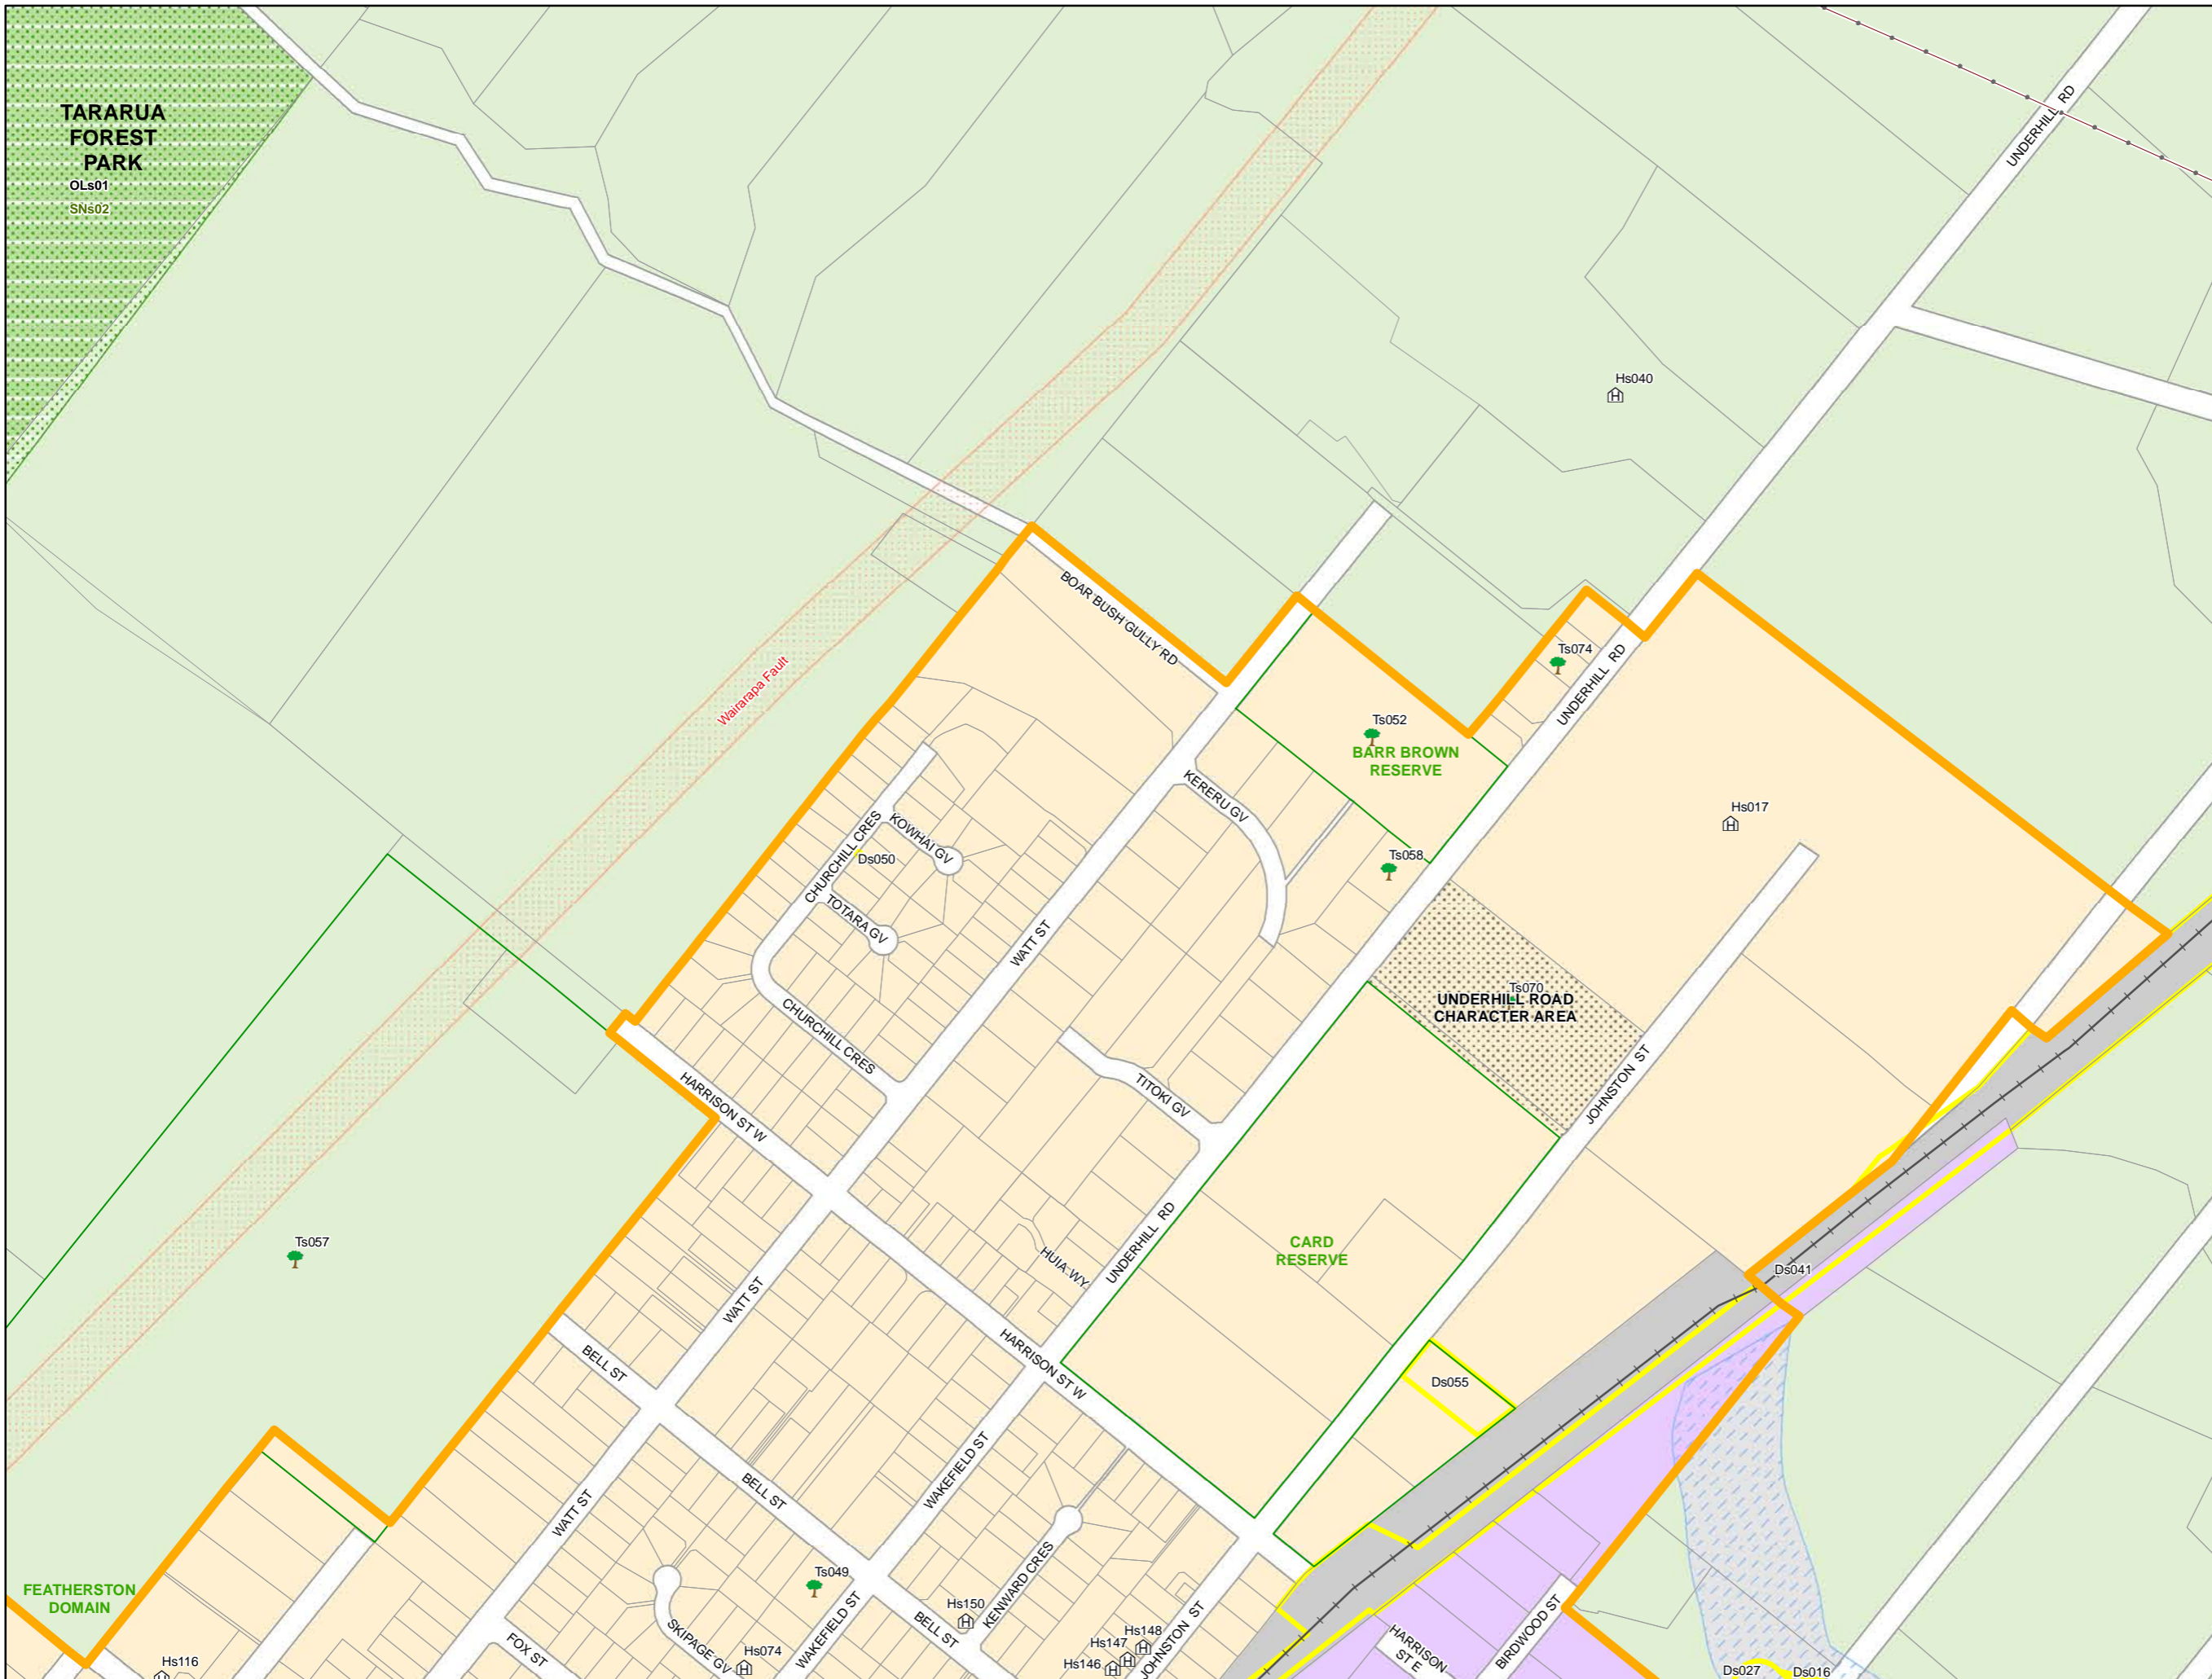 TARARUA
FOREST
PARK
OLs01
SNs02
UNDERHILL RD
Hs040
BOAR BUSH GULLY RD
Wairarapa Fault
Ts074
UNDERHILL RD
Ts052
BARR BROWN
RESERVE
KERERU GV
Hs017
CHURCHILL CRES
KOWHAI GV
Ds050
Ts058
TOTARA GV
WATT ST
Ts070
UNDERHILL ROAD
CHARACTER AREA
CHURCHILL CRES
HARRISON ST W
TITOKI GV
JOHNSTON ST
Ts057
UNDERHILL RD
HUIA WY
CARD
RESERVE
Ds041
WATT ST
BELL ST
HARRISON ST W
Ds055
WAKEFIELD ST
BELL ST
WATT ST
FEATHERSTON
DOMAIN
Ts049
KENWARD CRES
Hs150
WAKEFIELD ST
BELL ST
SKIPAGE GV
FOX ST
Hs074
Hs116
Hs148
Hs147
Hs146
JOHNSTON ST
HARRISON
ST E
BIRDWOOD ST
Ds027
Ds016